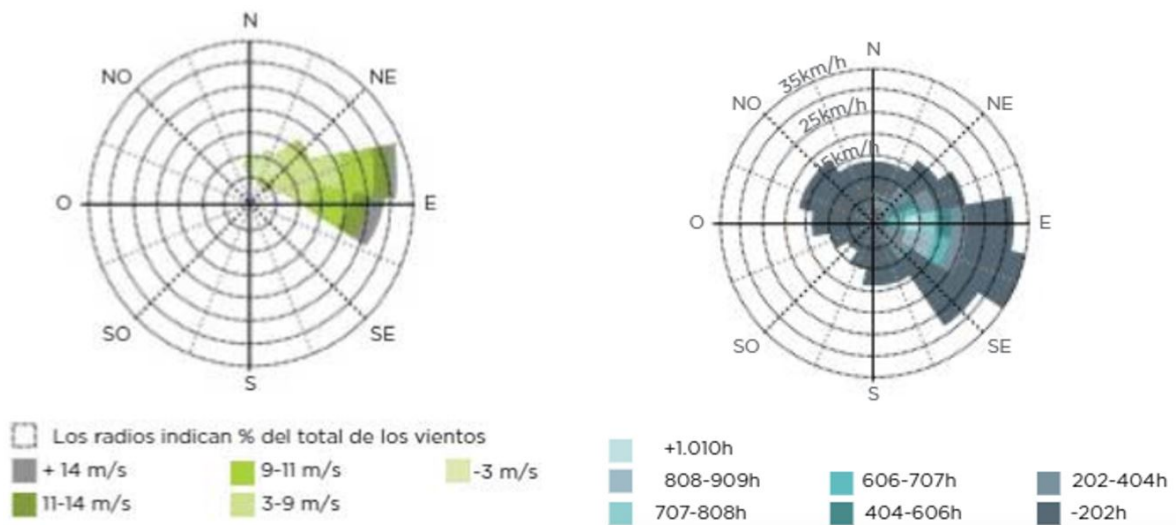 N
NO
NE
O
E
SO
SE
S
Los radios indican % del total de los vientos
+ 14 m/s
9-11 m/s
-3 m/s
11-14 m/s
3-9 m/s
N
35km/h
NO
25km/h
NE
5km/h
O
E
SO
SE
S
+1.010h
808-909h
606-707h
202-404h
707-808h
404-606h
-202h